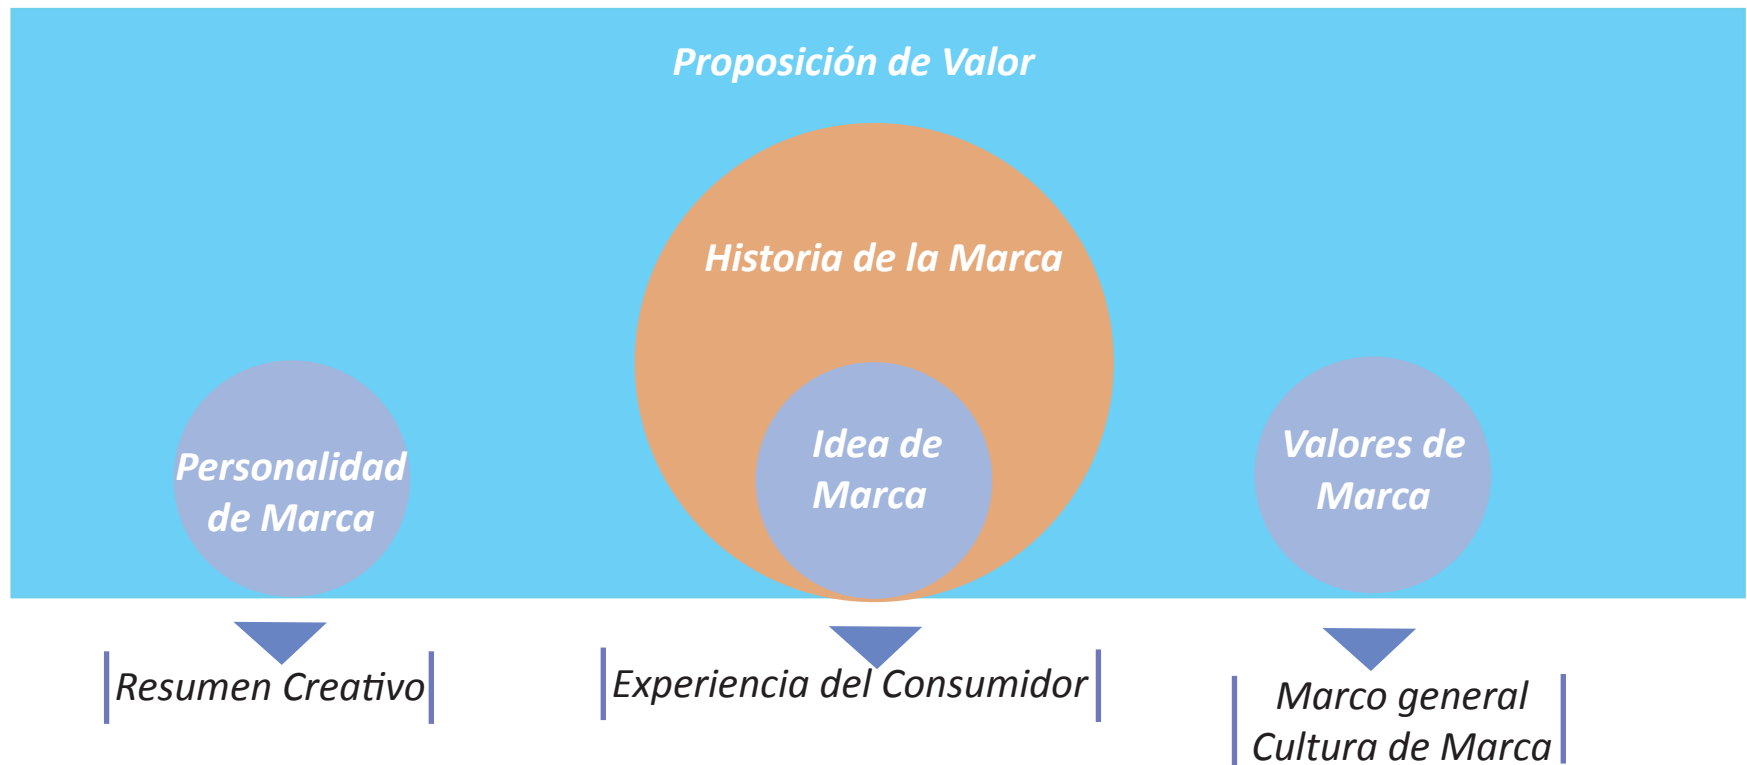 Proposición de Valor
Historia de la Marca
Personalidad
de Marca
Idea de
Marca
Valores de
Marca
Resumen Creativo
Experiencia del Consumidor
Marco general
Cultura de Marca